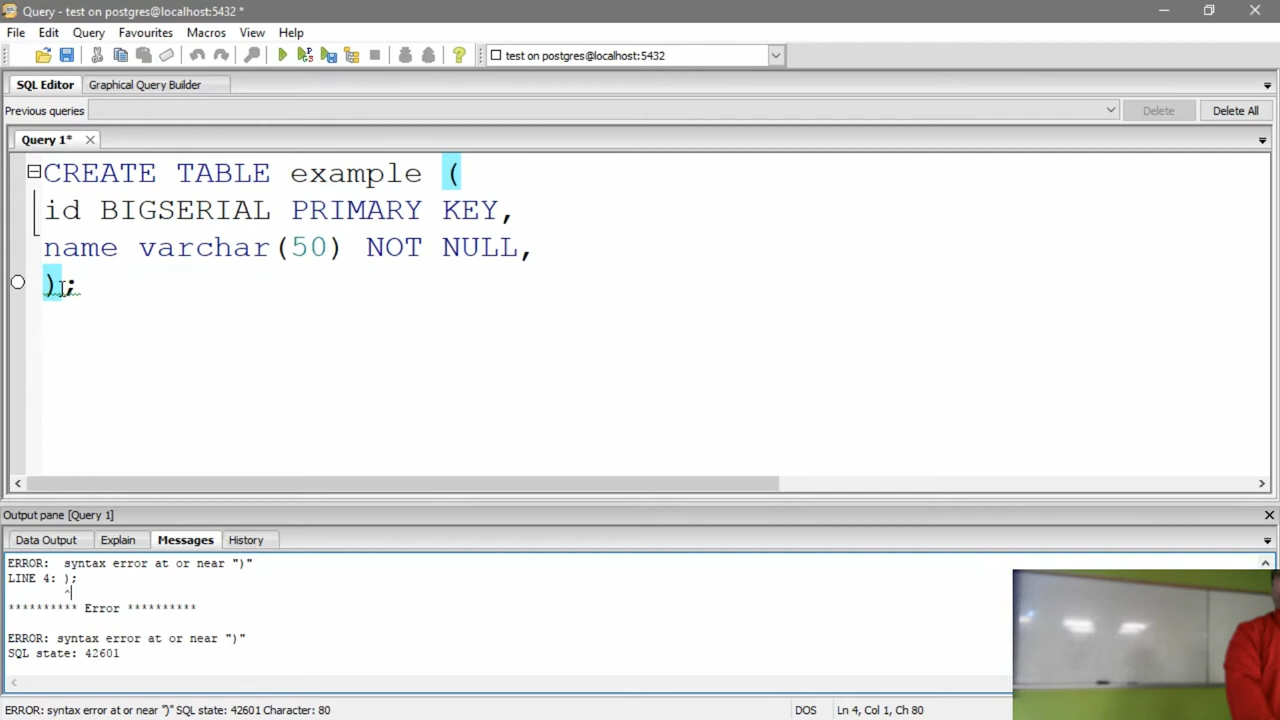 Query - test on postgres@localhost:5432 *
File Edit Query Favourites Macros View Help
test on postgres@localhost:5432
SQL Editor Graphical Query Builder
Previous queries Delete Delete All
Query 1*
CREATE TABLE example (
id BIGSERIAL PRIMARY KEY,
name varchar(50) NOT NULL,
);
Output pane [Query 1]
Data Output Explain Messages History
ERROR:  syntax error at or near ")"
LINE 4: );
^
********** Error **********
ERROR: syntax error at or near ")"
SQL state: 42601
ERROR: syntax error at or near ")" SQL state: 42601 Character: 80 DOS Ln 4, Col 1, Ch 80